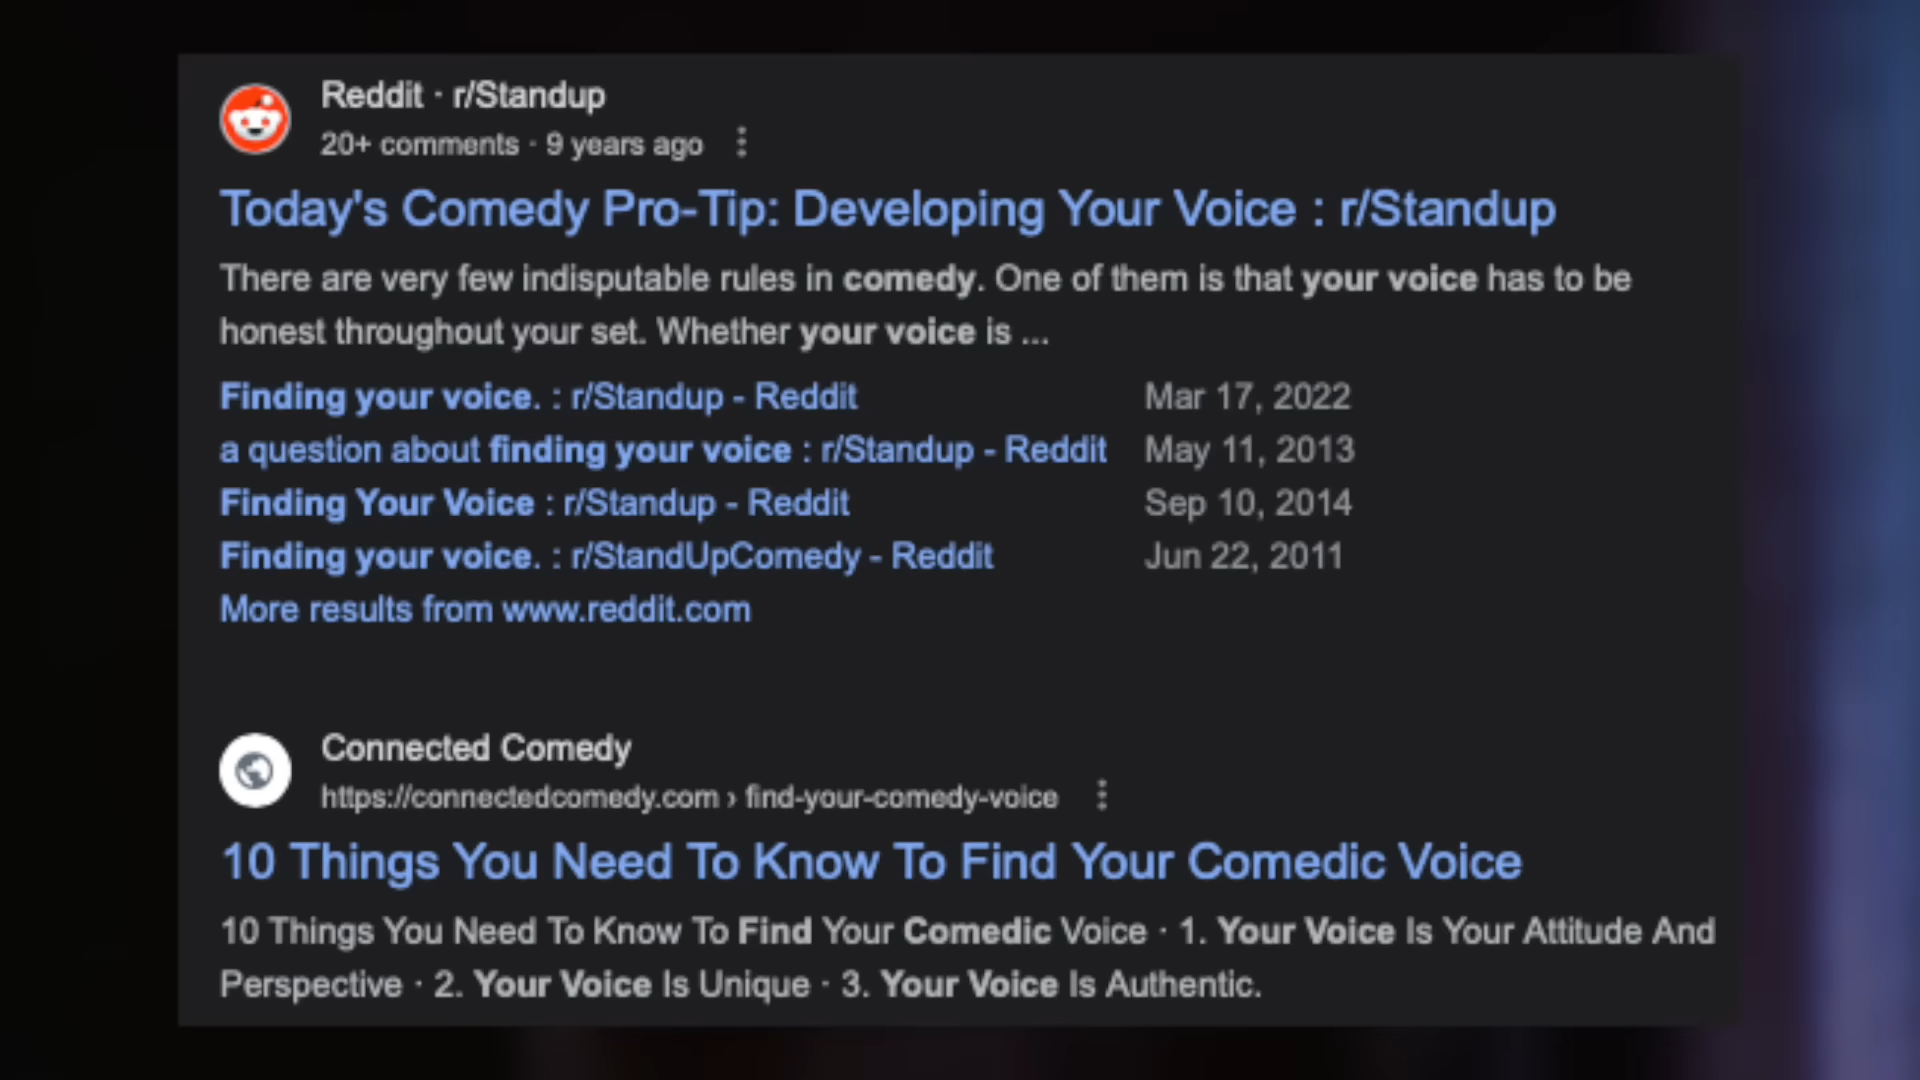 Reddit · r/Standup
20+ comments · 9 years ago
Today's Comedy Pro-Tip: Developing Your Voice : r/Standup
There are very few indisputable rules in comedy. One of them is that your voice has to be
honest throughout your set. Whether your voice is ...
Finding your voice. : r/Standup - Reddit Mar 17, 2022
a question about finding your voice : r/Standup - Reddit May 11, 2013
Finding Your Voice : r/Standup - Reddit Sep 10, 2014
Finding your voice. : r/StandUpComedy - Reddit Jun 22, 2011
More results from www.reddit.com
Connected Comedy
https://connectedcomedy.com › find-your-comedy-voice
10 Things You Need To Know To Find Your Comedic Voice
10 Things You Need To Know To Find Your Comedic Voice · 1. Your Voice Is Your Attitude And
Perspective · 2. Your Voice Is Unique · 3. Your Voice Is Authentic.